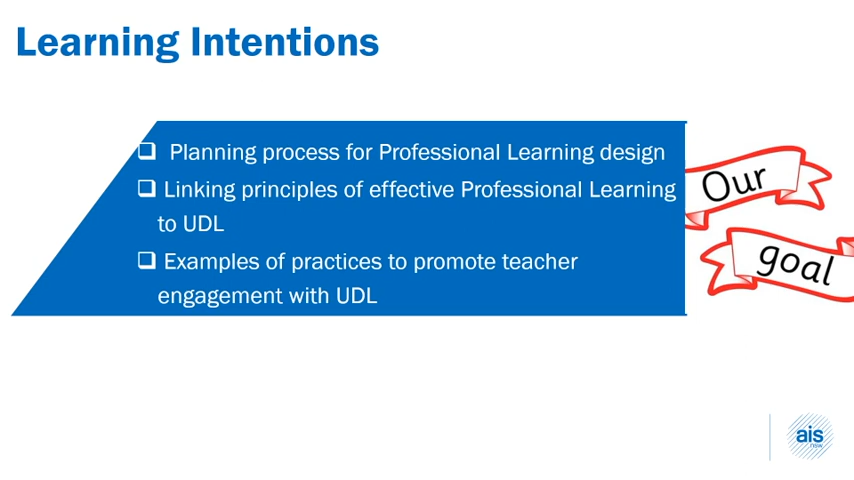 Learning Intentions
❑ Planning process for Professional Learning design
❑ Linking principles of effective Professional Learning
to UDL
❑ Examples of practices to promote teacher
engagement with UDL
Our
goal
ais
nsw